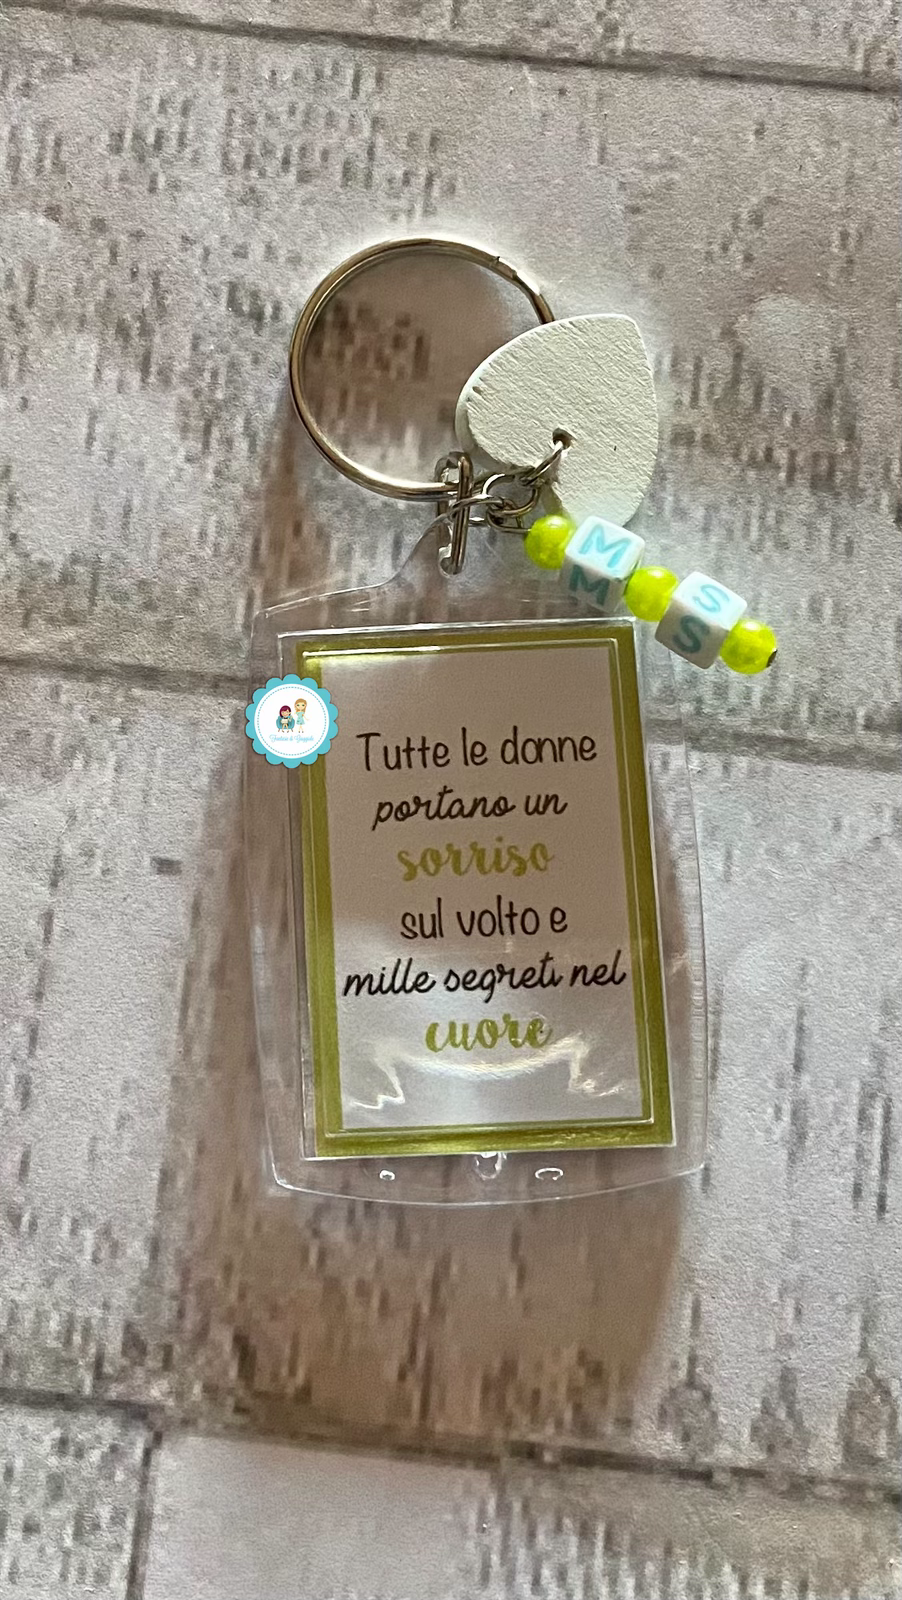 M S
M S
Tutte le donne
portano un
sorriso
sul volto e
mille segreti nel
cuore